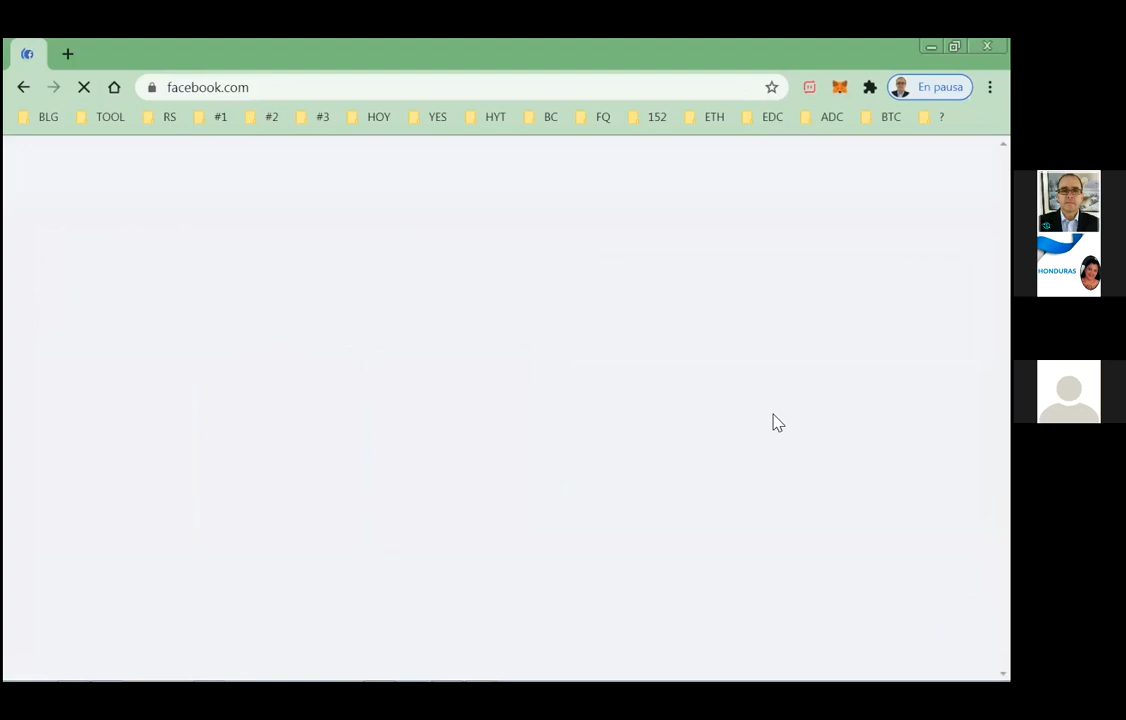 facebook.com
En pausa
BLG TOOL RS #1 #2 #3 HOY YES HYT BC FQ 152 ETH EDC ADC BTC ?
HONDURAS